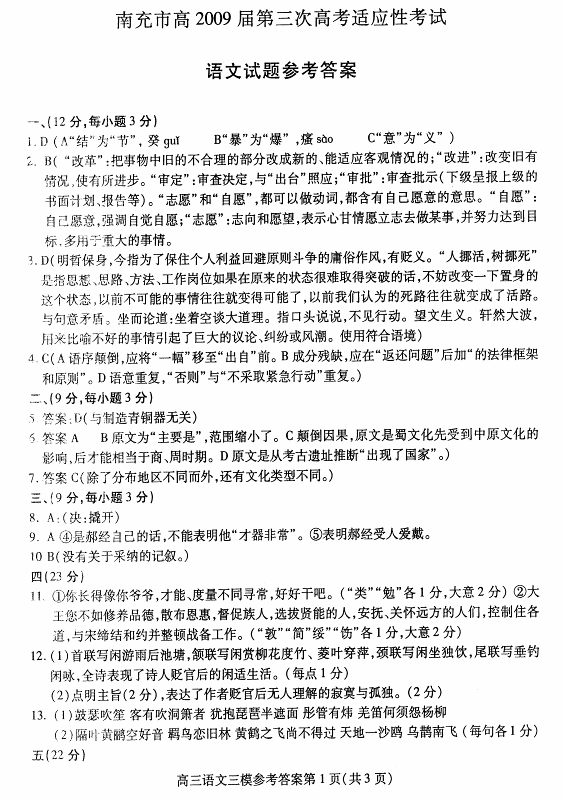 南充市高 2009 届第三次高考适应性考试
语文试题参考答案
一、(12 分,每小题 3 分)
1. D (A“结”为“节”, 癸 guǐ B“暴”为“爆” ,瘙 sào C“意”为“义” )
2. B( “改革”:把事物中旧的不合理的部分改成新的、能适应客观情况的;“改进”:改变旧有
情况,使有所进步。“审定”:审查决定,与“出台”照应;“审批”:审查批示(下级呈报上级的
书面计划、报告等)。“志愿”和“自愿”,都可以做动词,都含有自己愿意的意思。“自愿”:
自己愿意,强调自觉自愿;“志愿”:志向和愿望,表示心甘情愿立志去做某事,并努力达到目
标,多用于重大的事情。
3. D(明哲保身,今指为了保住个人利益回避原则斗争的庸俗作风,有贬义。“人挪活,树挪死”
是指思想、思路、方法、工作岗位如果在原来的状态很难取得突破的话,不妨改变一下置身的
这个状态,以前不可能的事情往往就变得可能了,以前我们认为的死路往往就变成了活路。
与句意矛盾。坐而论道:坐着空谈大道理。指口头说说,不见行动。望文生义。轩然大波,
用来比喻不好的事情引起了巨大的议论、纠纷或风潮。使用符合语境)
4. C(A 语序颠倒,应将“一幅”移至“出自”前。B 成分残缺,应在“返还问题”后加“的法律框架
和原则”。D 语意重复,“否则”与“不采取紧急行动”重复。)
二、(9 分,每小题 3 分)
5 答案:D(与制造青铜器无关)
6 答案 A B 原文为“主要是”,范围缩小了。C 颠倒因果,原文是蜀文化先受到中原文化的
影响,后才能相当于商、周时期。D 原文是从考古遗址推断“出现了国家”。)
7. 答案 C(除了分布地区不同而外,还有文化类型不同。)
三、(9 分,每小题 3 分)
8. A:(决:撬开)
9. A ④是郝经自己的话,不能表明他“才器非常”。⑤表明郝经受人爱戴。
10 B(没有关于采纳的记叙。)
四(23 分)
11. ①你长得像你爷爷,才能、度量不同寻常,好好干吧。(“类”“勉”各 1 分,大意 2 分) ②大
王您不如修养品德,散布恩惠,督促族人,选拔贤能的人,安抚、关怀远方的人们,控制住各
道,与宋缔结和约并整顿战备工作。(“敦”“简”绥”“饬”各 1 分,大意 2 分)
12. (1)首联写闲游雨后池塘,颔联写闲赏柳花度竹、菱叶穿萍,颈联写闲坐独饮,尾联写垂钓
闲咏,全诗表现了诗人贬官后的闲适生活。(每点 1 分)
(2)点明主旨(2 分),表达了作者贬官后无人理解的寂寞与孤独。(2 分)
13. (1)鼓瑟吹笙 客有吹洞箫者 犹抱琵琶半遮面 彤管有炜 羌笛何须怨杨柳
(2)隔叶黄鹂空好音 羁鸟恋旧林 黄鹤之飞尚不得过 天地一沙鸥 乌鹊南飞 (每句各 1 分)
五(22 分)
高三语文三模参考答案第 1 页(共 3 页)